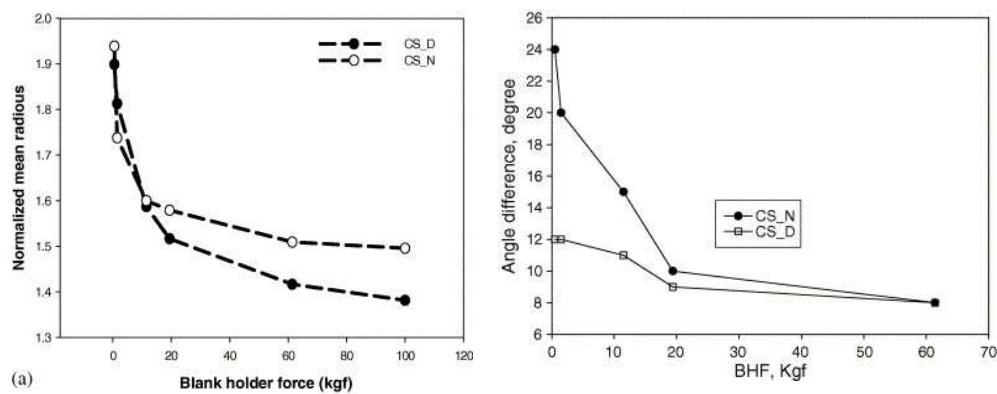 2.0
1.9
1.8
1.7
1.6
1.5
1.4
1.3
Normalized mean radious
CS_D
CS_N
0 20 40 60 80 100 120
Blank holder force (kgf)
(a)
26
24
22
20
18
16
14
12
10
8
6
Angle difference, degree
CS_N
CS_D
0 10 20 30 40 50 60 70
BHF, Kgf